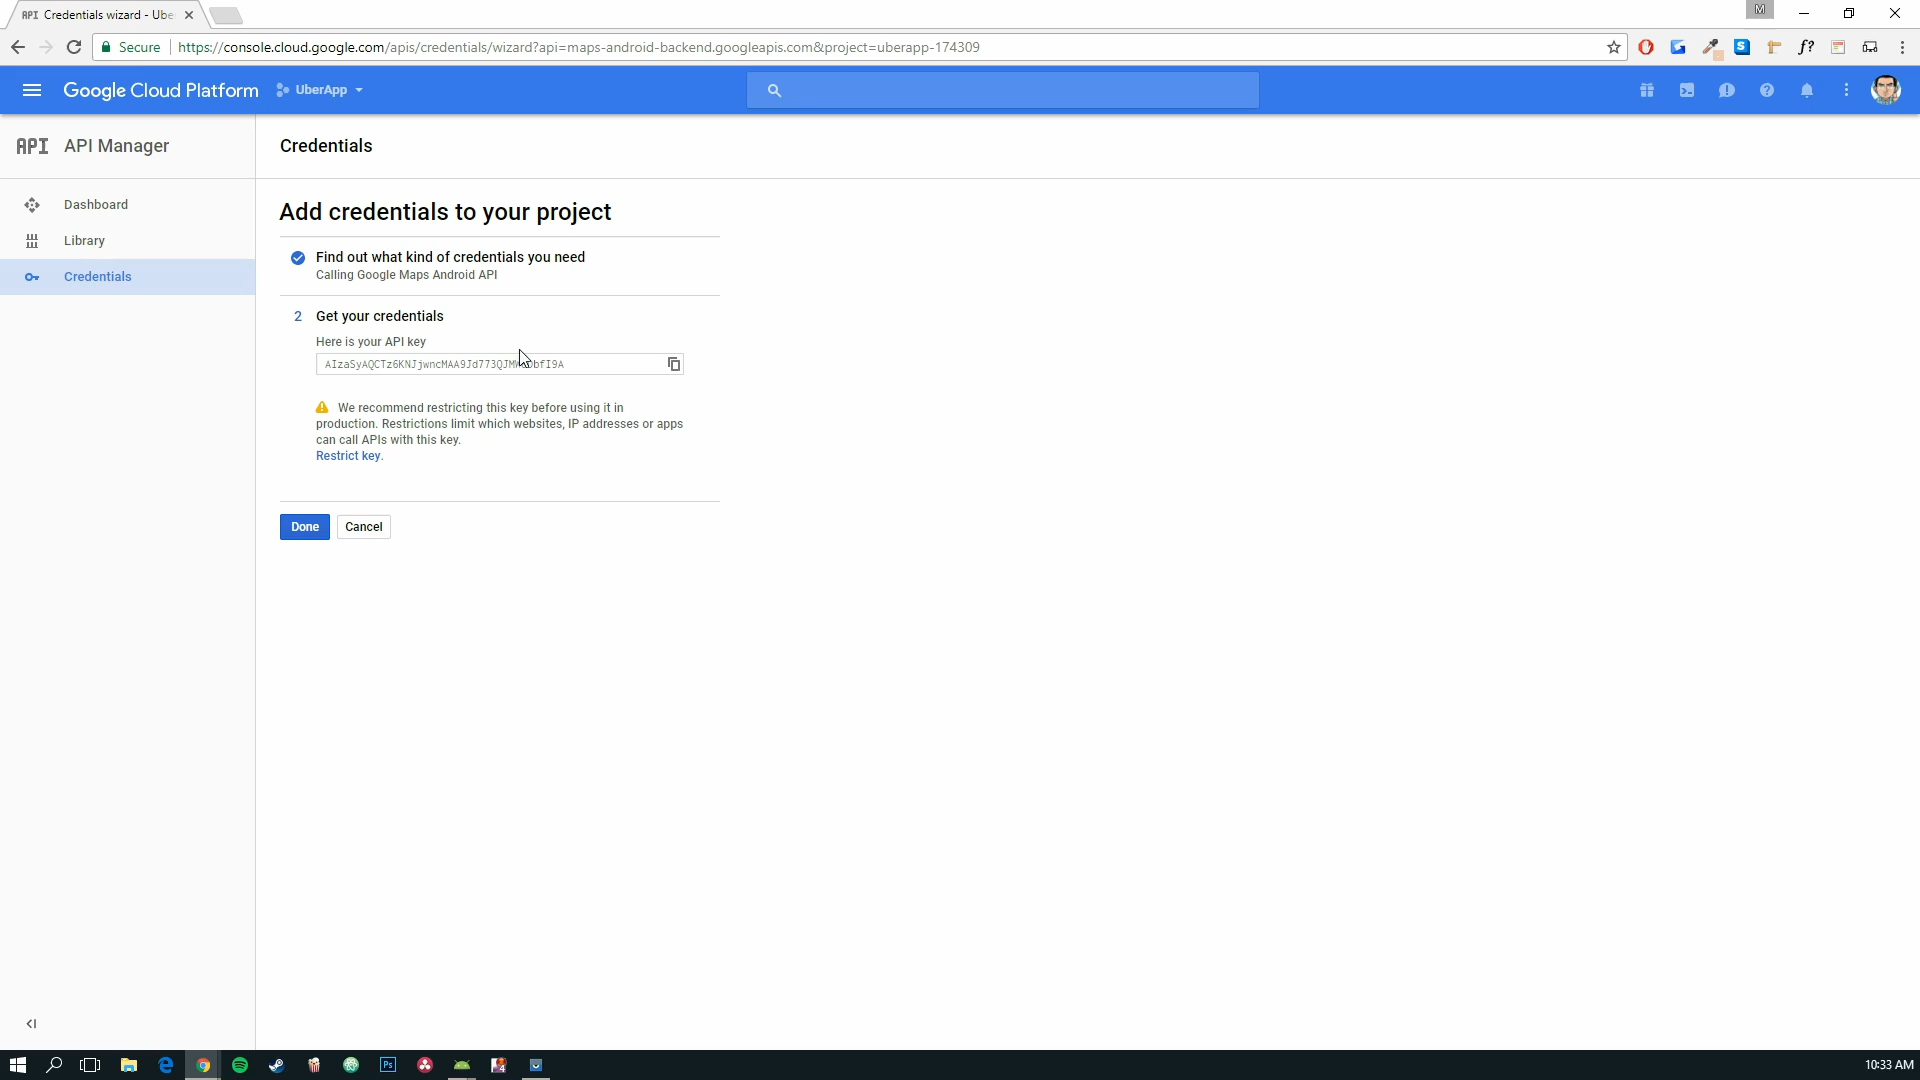 API Credentials wizard - Ube
M
Secure https://console.cloud.google.com/apis/credentials/wizard?api=maps-android-backend.googleapis.com&project=uberapp-174309
Google Cloud Platform UberApp
API API Manager
Credentials
Dashboard
Library
Credentials
Add credentials to your project
Find out what kind of credentials you need
Calling Google Maps Android API
2 Get your credentials
Here is your API key
We recommend restricting this key before using it in
production. Restrictions limit which websites, IP addresses or apps
can call APIs with this key.
Restrict key.
Done Cancel
10:33 AM